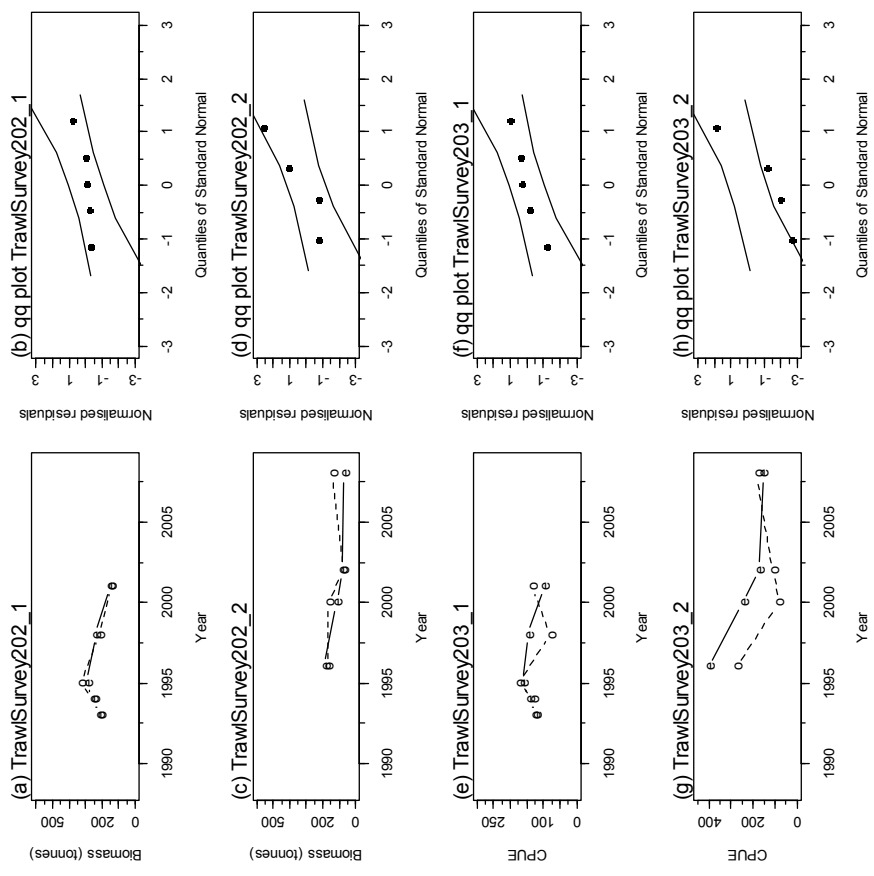 (a) TrawlSurvey202_1
Biomass (tonnes)
0 200 500
1990 1995 2000 2005
Year
(b) qq plot TrawlSurvey202_1
Normalised residuals
-3 -1 1 3
-3 -2 -1 0 1 2 3
Quantiles of Standard Normal
(c) TrawlSurvey202_2
Biomass (tonnes)
0 200 500
1990 1995 2000 2005
Year
(d) qq plot TrawlSurvey202_2
Normalised residuals
-3 -1 1 3
-3 -2 -1 0 1 2 3
Quantiles of Standard Normal
(e) TrawlSurvey203_1
CPUE
0 100 250
1990 1995 2000 2005
Year
(f) qq plot TrawlSurvey203_1
Normalised residuals
-3 -1 1 3
-3 -2 -1 0 1 2 3
Quantiles of Standard Normal
(g) TrawlSurvey203_2
CPUE
0 200 400
1990 1995 2000 2005
Year
(h) qq plot TrawlSurvey203_2
Normalised residuals
-3 -1 1 3
-3 -2 -1 0 1 2 3
Quantiles of Standard Normal